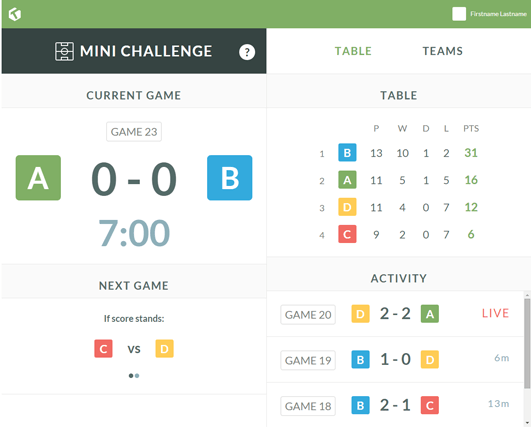 Firstname Lastname
MINI CHALLENGE ?
TABLE TEAMS
CURRENT GAME
GAME 23
A 0 - 0 B
7:00
NEXT GAME
If score stands:
C VS D
TABLE
P W D L PTS
1 B 13 10 1 2 31
2 A 11 5 1 5 16
3 D 11 4 0 7 12
4 C 9 2 0 7 6
ACTIVITY
GAME 20 D 2 - 2 A LIVE
GAME 19 B 1 - 0 D 6m
GAME 18 B 2 - 1 C 13m